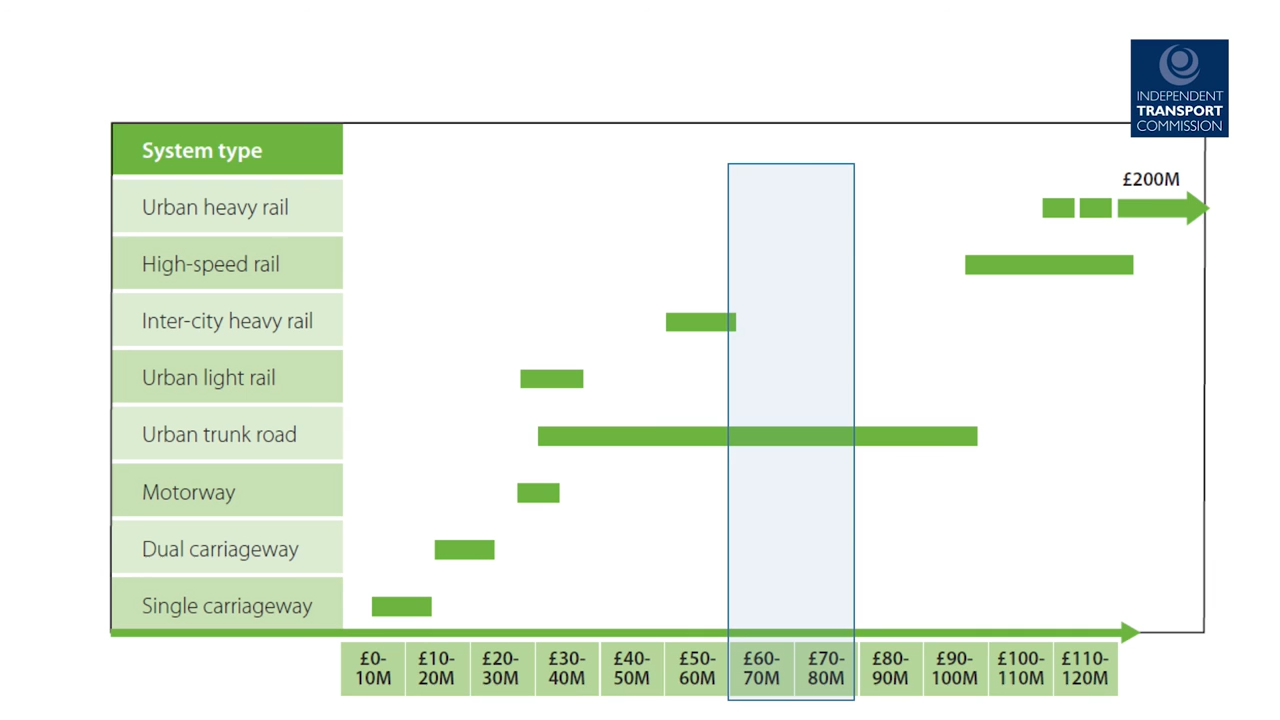 INDEPENDENT
TRANSPORT
COMMISSION
System type
£200M
Urban heavy rail
High-speed rail
Inter-city heavy rail
Urban light rail
Urban trunk road
Motorway
Dual carriageway
Single carriageway
£0- £10- £20- £30- £40- £50- £60- £70- £80- £90- £100- £110-
10M 20M 30M 40M 50M 60M 70M 80M 90M 100M 110M 120M